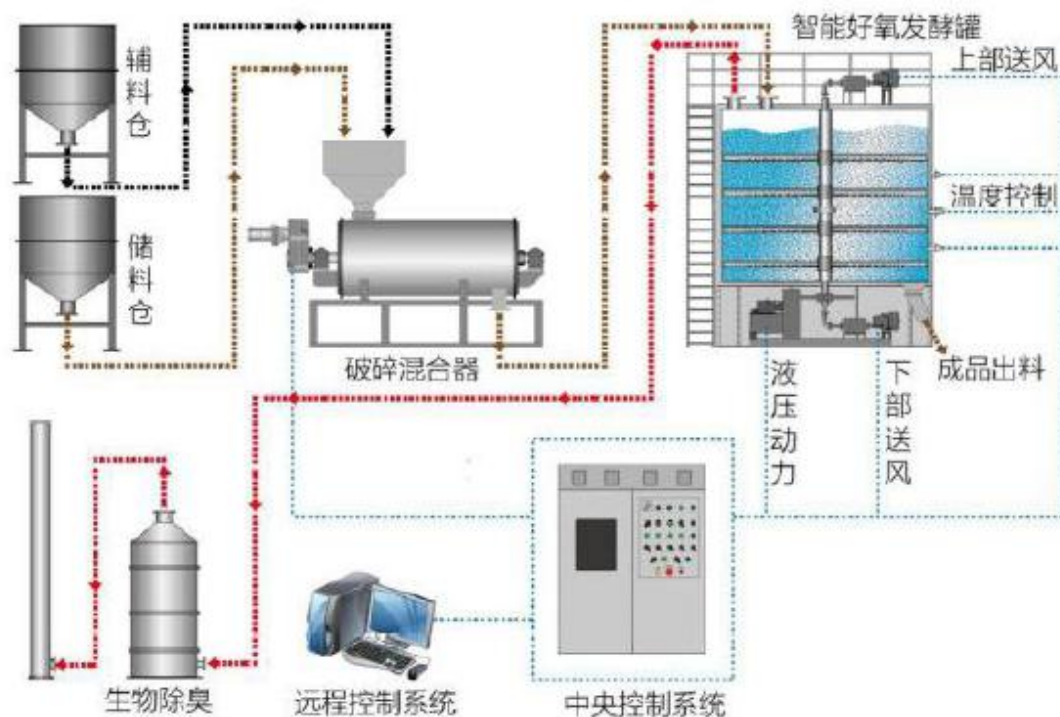 智能好氧发酵罐
辅料仓
上部送风
储料仓
温度控制
破碎混合器
液压动力
下部送风
成品出料
生物除臭
远程控制系统
中央控制系统